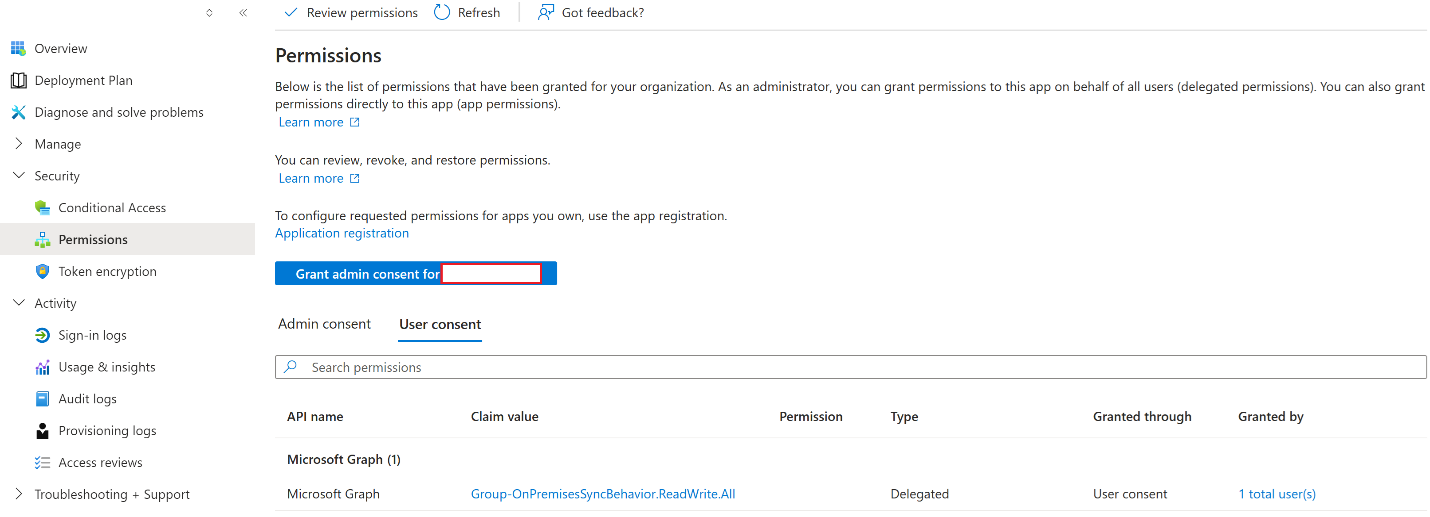 Review permissions Refresh Got feedback?
Overview
Deployment Plan
Diagnose and solve problems
Manage
Security
Conditional Access
Permissions
Token encryption
Activity
Sign-in logs
Usage & insights
Audit logs
Provisioning logs
Access reviews
Troubleshooting + Support
Permissions
Below is the list of permissions that have been granted for your organization. As an administrator, you can grant permissions to this app on behalf of all users (delegated permissions). You can also grant
permissions directly to this app (app permissions).
Learn more
You can review, revoke, and restore permissions.
Learn more
To configure requested permissions for apps you own, use the app registration.
Application registration
Grant admin consent for
Admin consent User consent
Search permissions
API name Claim value Permission Type Granted through Granted by
Microsoft Graph (1)
Microsoft Graph Group-OnPremisesSyncBehavior.ReadWrite.All Delegated User consent 1 total user(s)